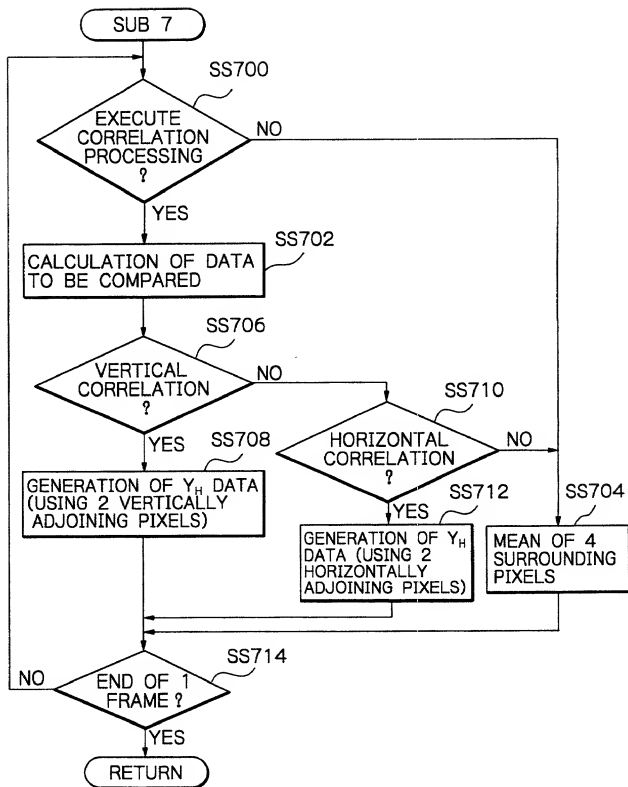 SUB 7
SS700
EXECUTE
CORRELATION
PROCESSING
?
NO
YES
SS702
CALCULATION OF DATA
TO BE COMPARED
SS706
VERTICAL
CORRELATION
?
NO
YES
SS710
HORIZONTAL
CORRELATION
?
NO
YES
SS708
GENERATION OF Y_H DATA
(USING 2 VERTICALLY
ADJOINING PIXELS)
SS712
GENERATION OF Y_H
DATA (USING 2
HORIZONTALLY
ADJOINING PIXELS)
SS704
MEAN OF 4
SURROUNDING
PIXELS
SS714
END OF 1
FRAME ?
NO
YES
RETURN